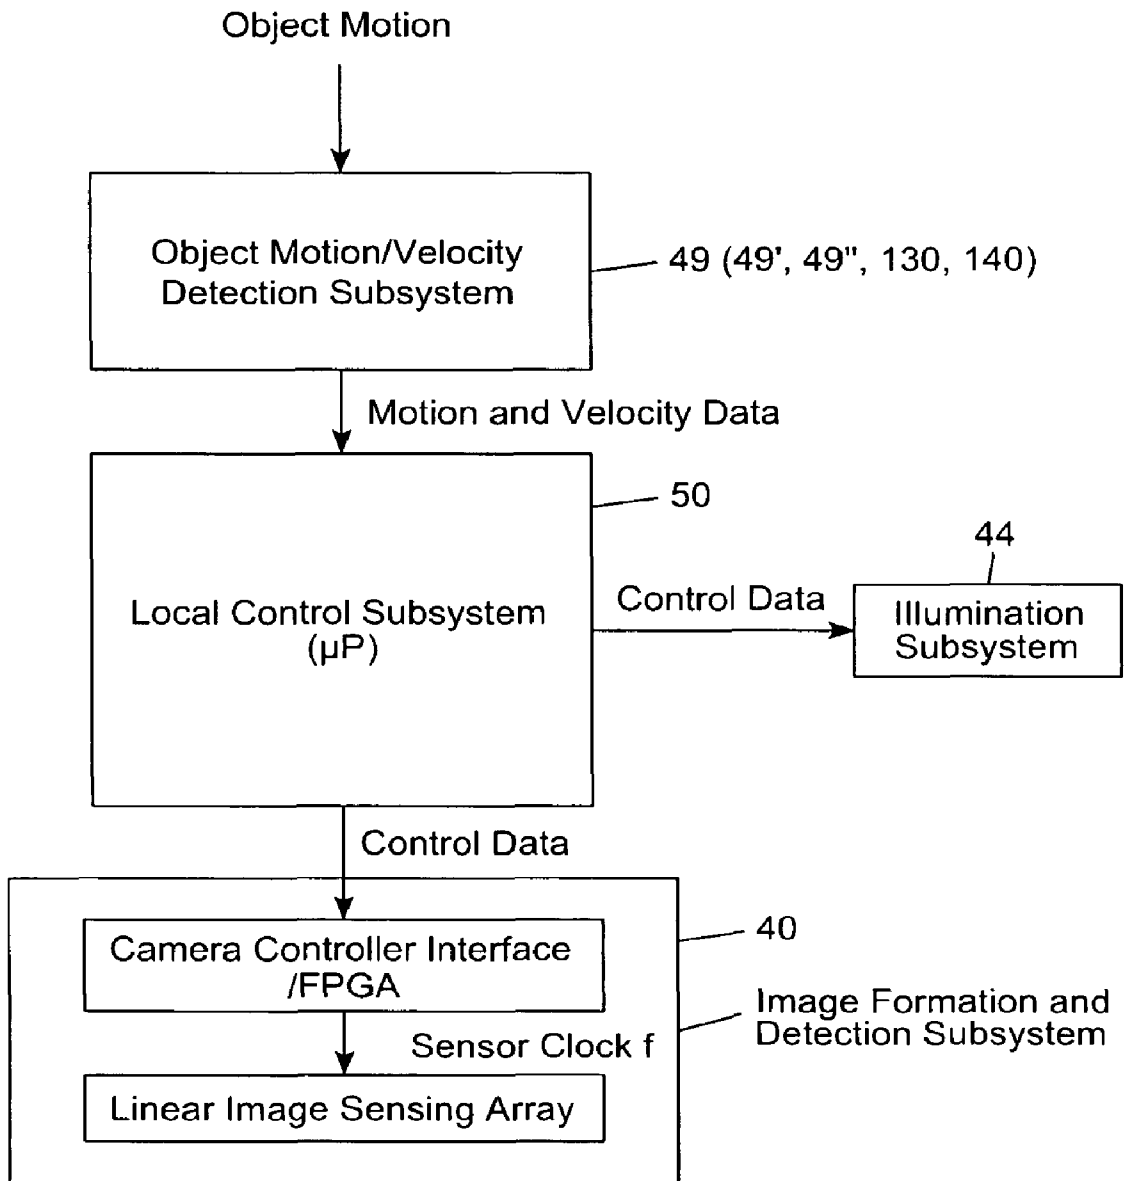 Object Motion
Object Motion/Velocity
Detection Subsystem
49 (49', 49", 130, 140)
Motion and Velocity Data
50
Local Control Subsystem
(µP)
Control Data
44
Illumination
Subsystem
Control Data
40
Camera Controller Interface
/FPGA
Image Formation and
Detection Subsystem
Sensor Clock f
Linear Image Sensing Array